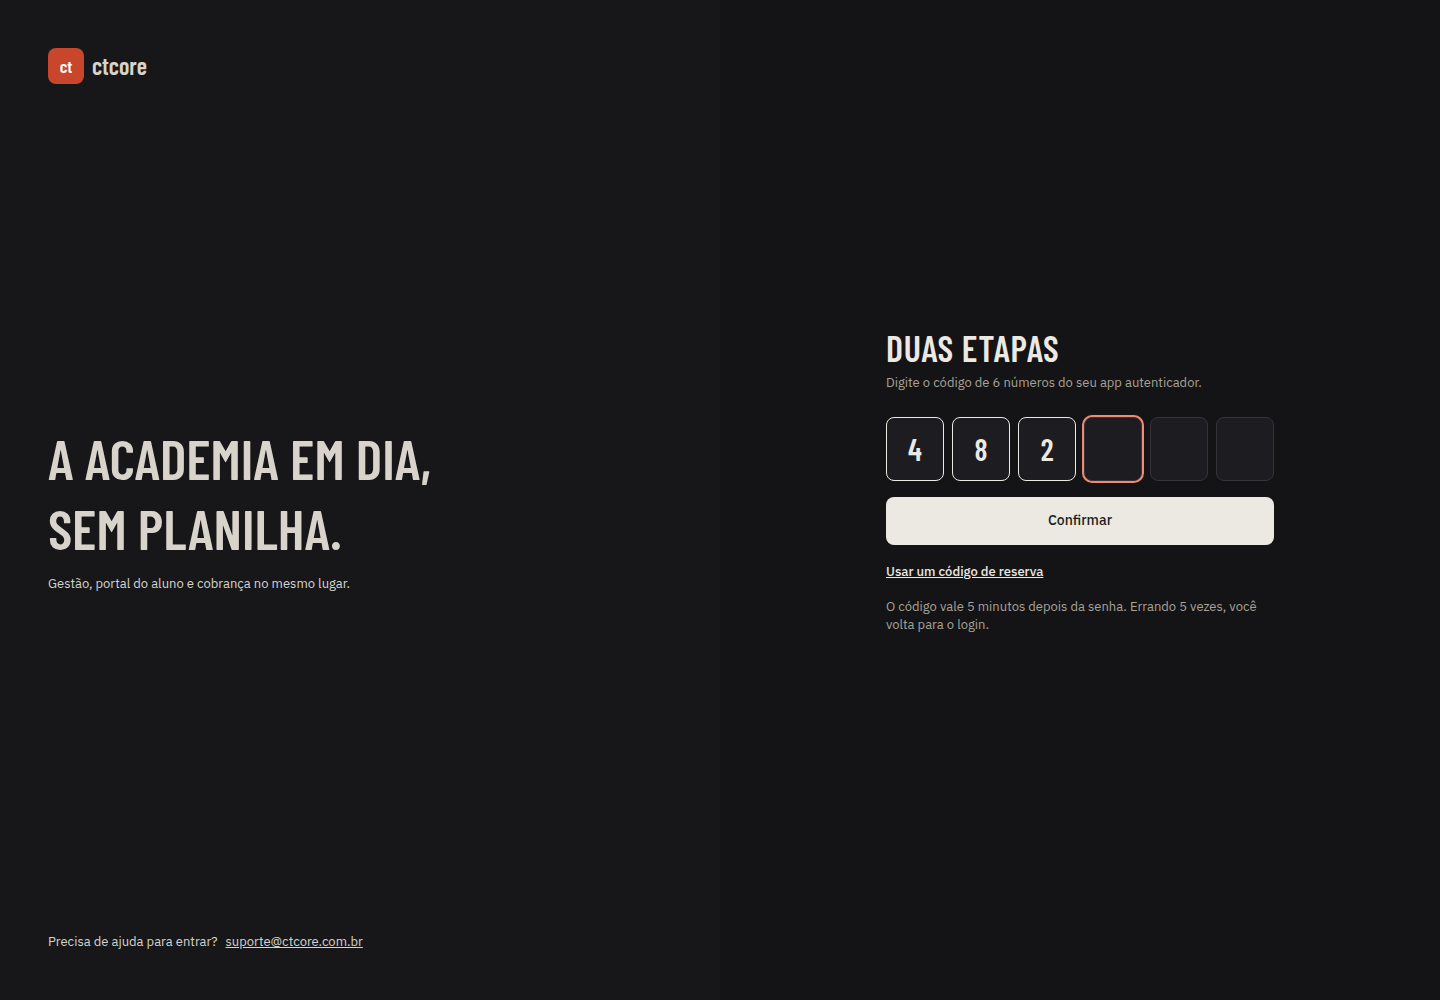 ct ctcore
A ACADEMIA EM DIA,
SEM PLANILHA.
Gestão, portal do aluno e cobrança no mesmo lugar.
Precisa de ajuda para entrar? suporte@ctcore.com.br
DUAS ETAPAS
Digite o código de 6 números do seu app autenticador.
4 8 2
Confirmar
Usar um código de reserva
O código vale 5 minutos depois da senha. Errando 5 vezes, você
volta para o login.